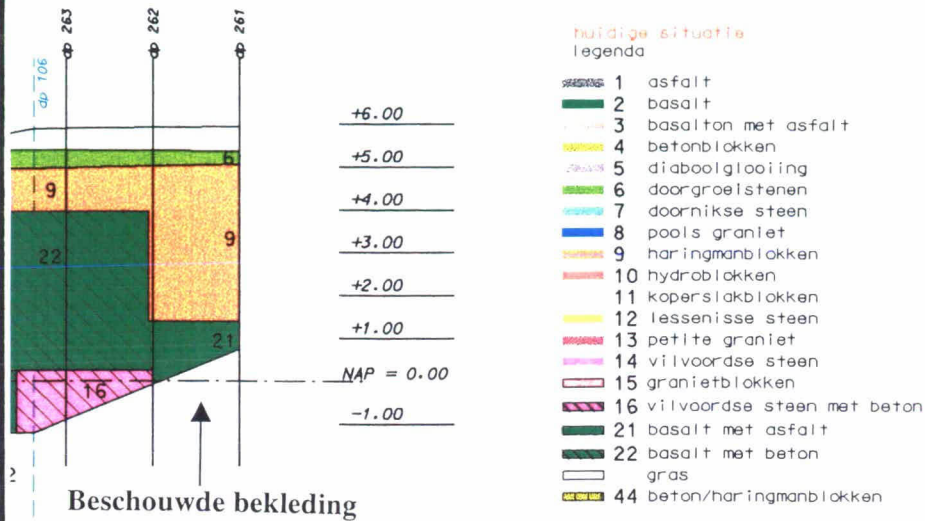 dp 263
dp 262
dp 261
dp 106
+6.00
+5.00
+4.00
+3.00
+2.00
+1.00
NAP = 0.00
-1.00
6
9
9
22
21
16
Beschouwde bekleding
huidige situatie
legenda
1 asfalt
2 basalt
3 basalton met asfalt
4 betonblokken
5 diaboolglooiing
6 doorgroeistenen
7 doornikse steen
8 pools graniet
9 haringmanblokken
10 hydroblokken
11 koperslakblokken
12 lessenisse steen
13 petite graniet
14 vilvoordse steen
15 granietblokken
16 vilvoordse steen met beton
21 basalt met asfalt
22 basalt met beton
gras
44 beton/haringmanblokken